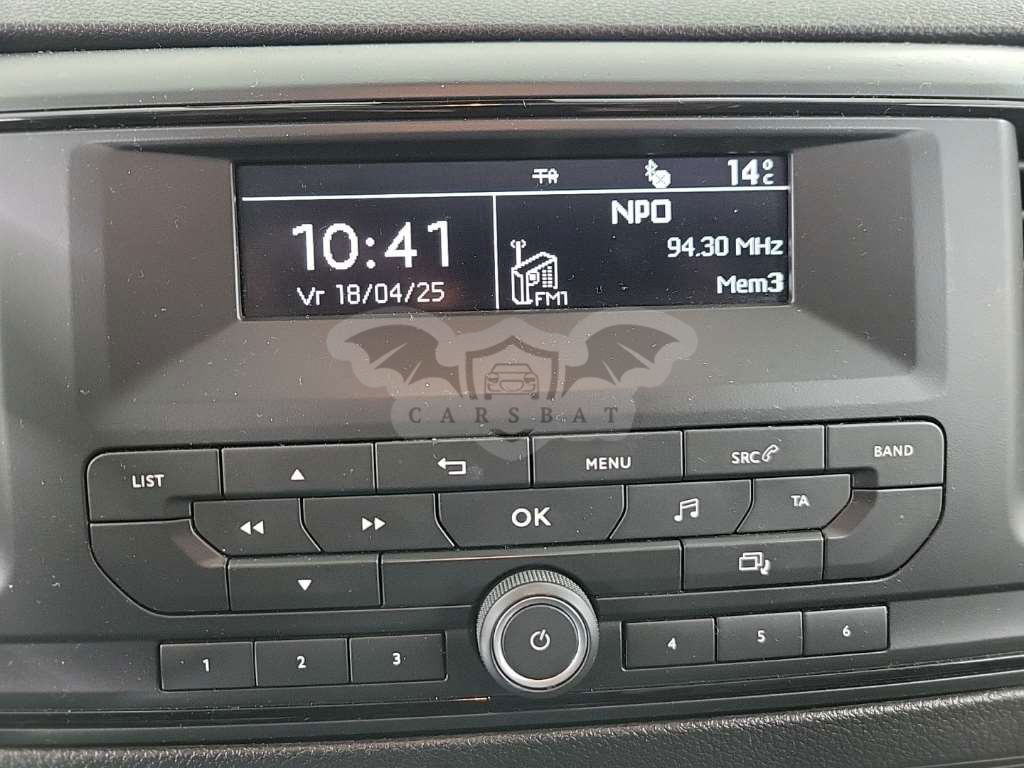 TA 14°C
10:41
Vr 18/04/25
NPO
94.30 MHz
FM1 Mem3
CARSBAT
LIST
MENU
SRC
BAND
OK
TA
1 2 3 4 5 6